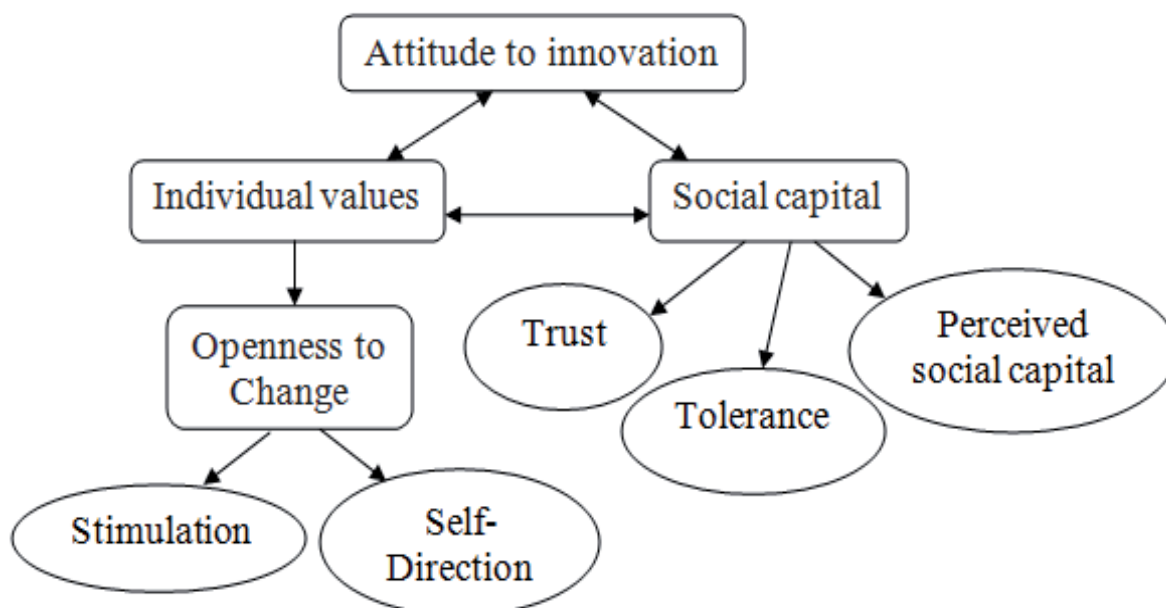 Attitude to innovation
Individual values
Social capital
Openness to
Change
Trust
Tolerance
Perceived
social capital
Stimulation
Self-
Direction